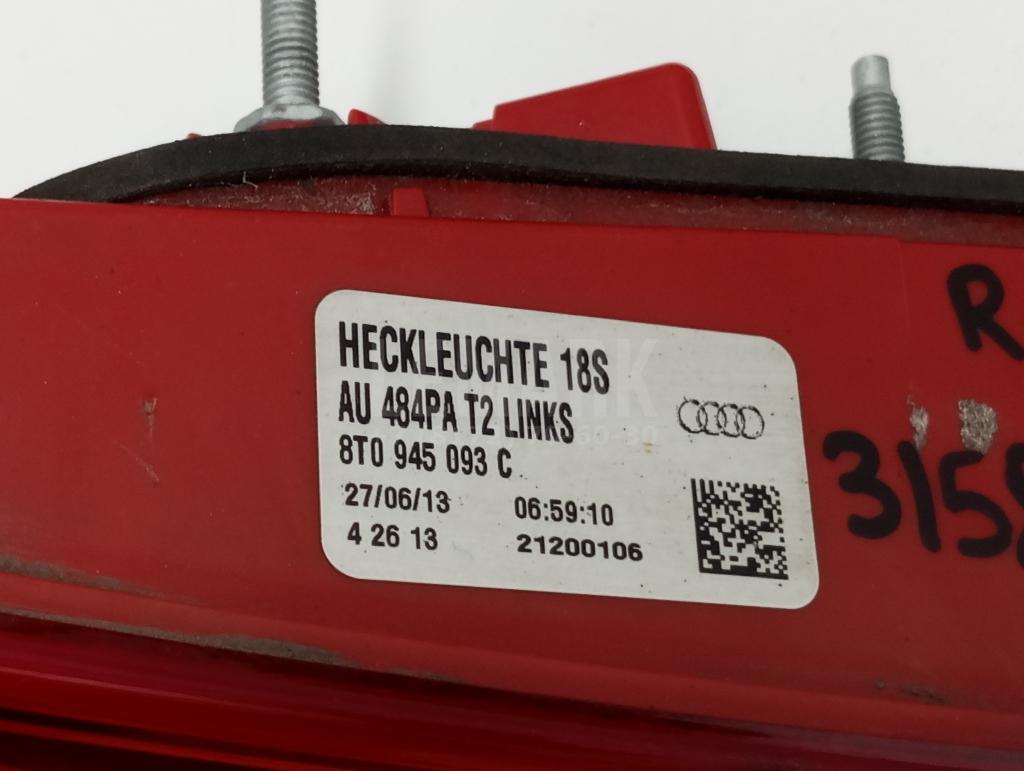 HECKLEUCHTE 18S
AU 484PA T2 LINKS
8T0 945 093 C
27/06/13 06:59:10
4 26 13 21200106
R
3158